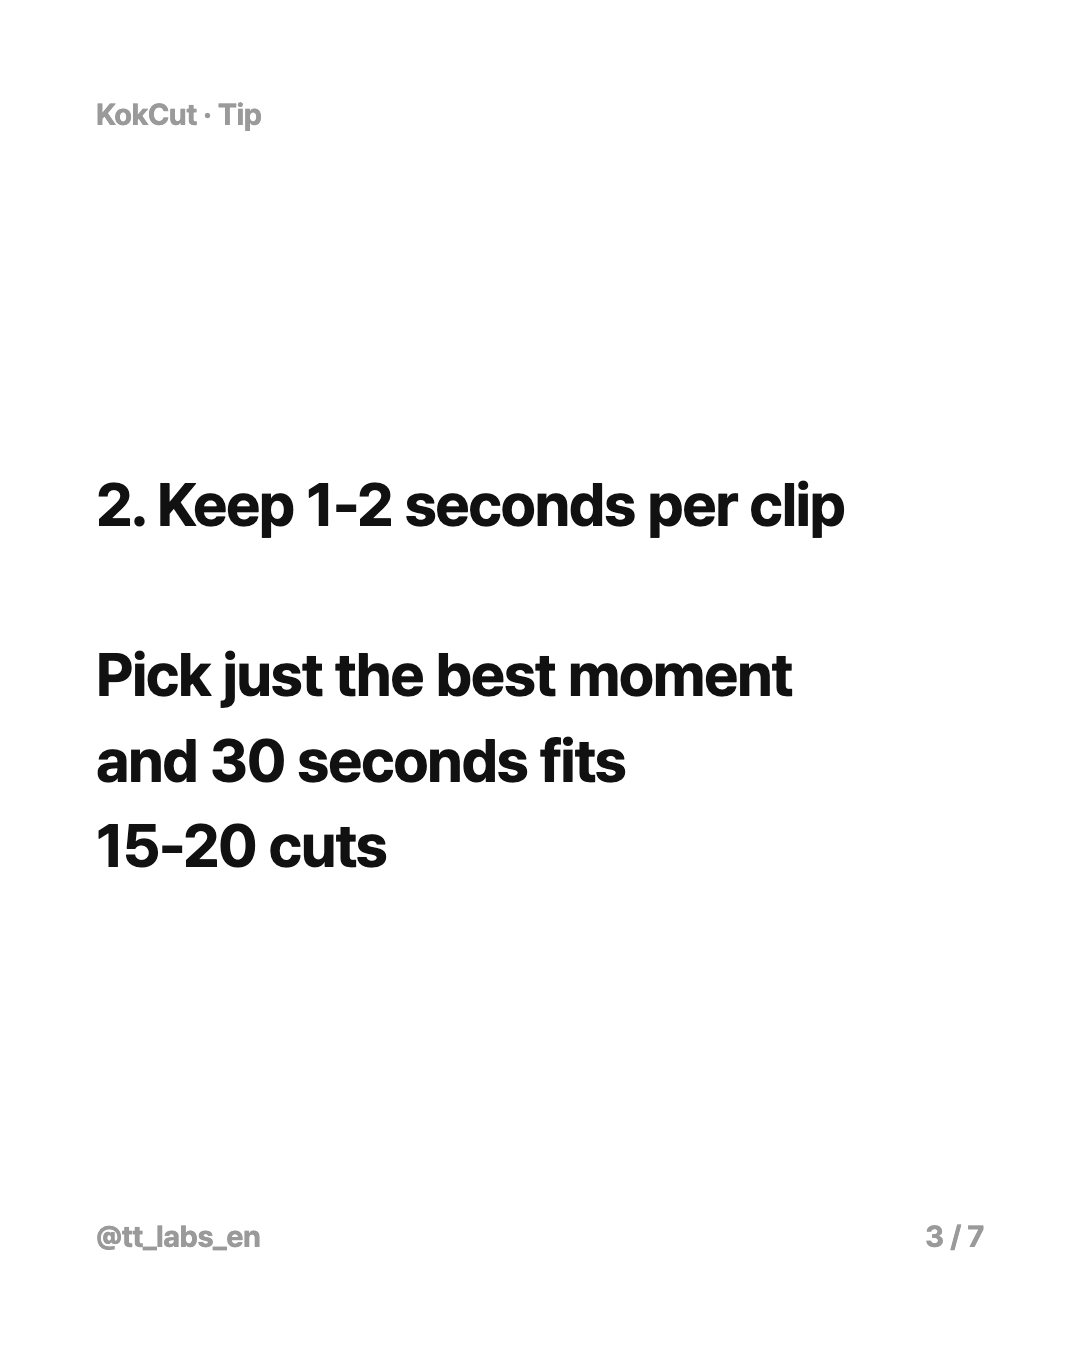 KokCut · Tip
2. Keep 1-2 seconds per clip
Pick just the best moment
and 30 seconds fits
15-20 cuts
@tt_labs_en
3 / 7